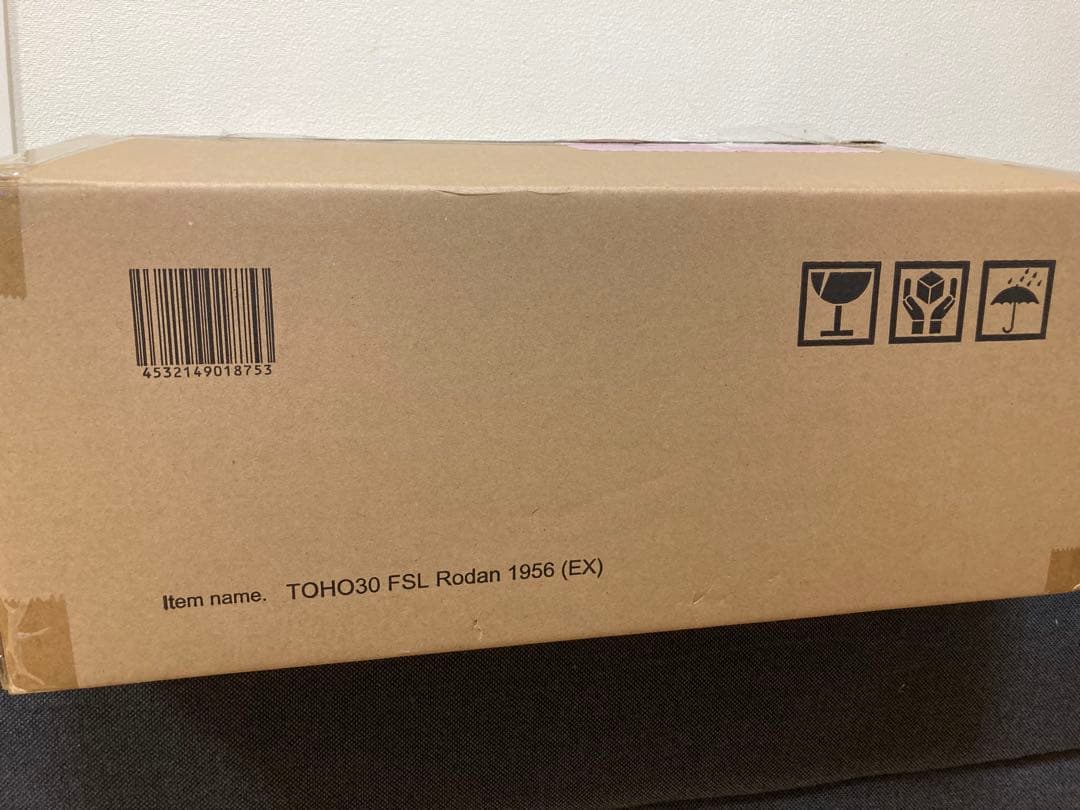 4532149018753
Item name. TOHO30 FSL Rodan 1956 (EX)